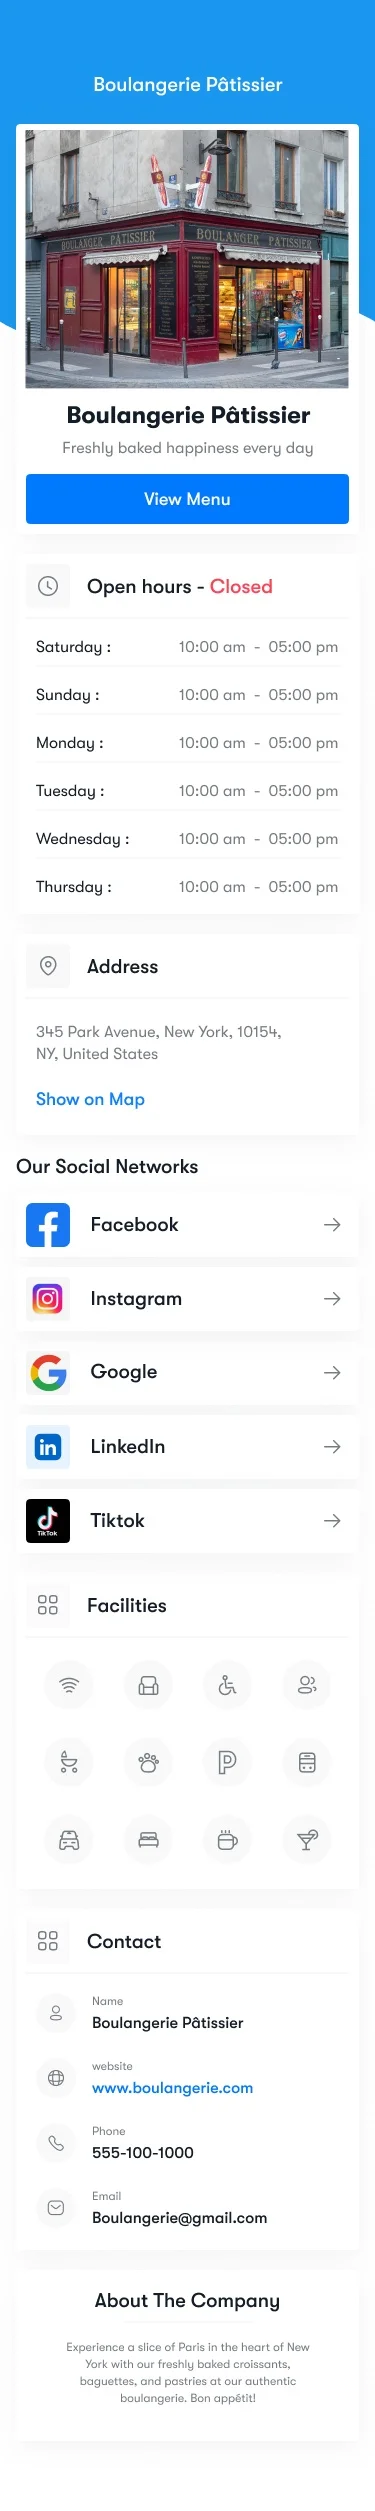 Boulangerie Pâtissier
BOULANGER PATISSIER
BOULANGER PATISSIER
Boulangerie Pâtissier
Freshly baked happiness every day
View Menu
Open hours - Closed
Saturday : 10:00 am - 05:00 pm
Sunday : 10:00 am - 05:00 pm
Monday : 10:00 am - 05:00 pm
Tuesday : 10:00 am - 05:00 pm
Wednesday : 10:00 am - 05:00 pm
Thursday : 10:00 am - 05:00 pm
Address
345 Park Avenue, New York, 10154,
NY, United States
Show on Map
Our Social Networks
Facebook
Instagram
Google
in LinkedIn
TikTok Tiktok
Facilities
Contact
Name
Boulangerie Pâtissier
website
www.boulangerie.com
Phone
555-100-1000
Email
Boulangerie@gmail.com
About The Company
Experience a slice of Paris in the heart of New
York with our freshly baked croissants,
baguettes, and pastries at our authentic
boulangerie. Bon appétit!